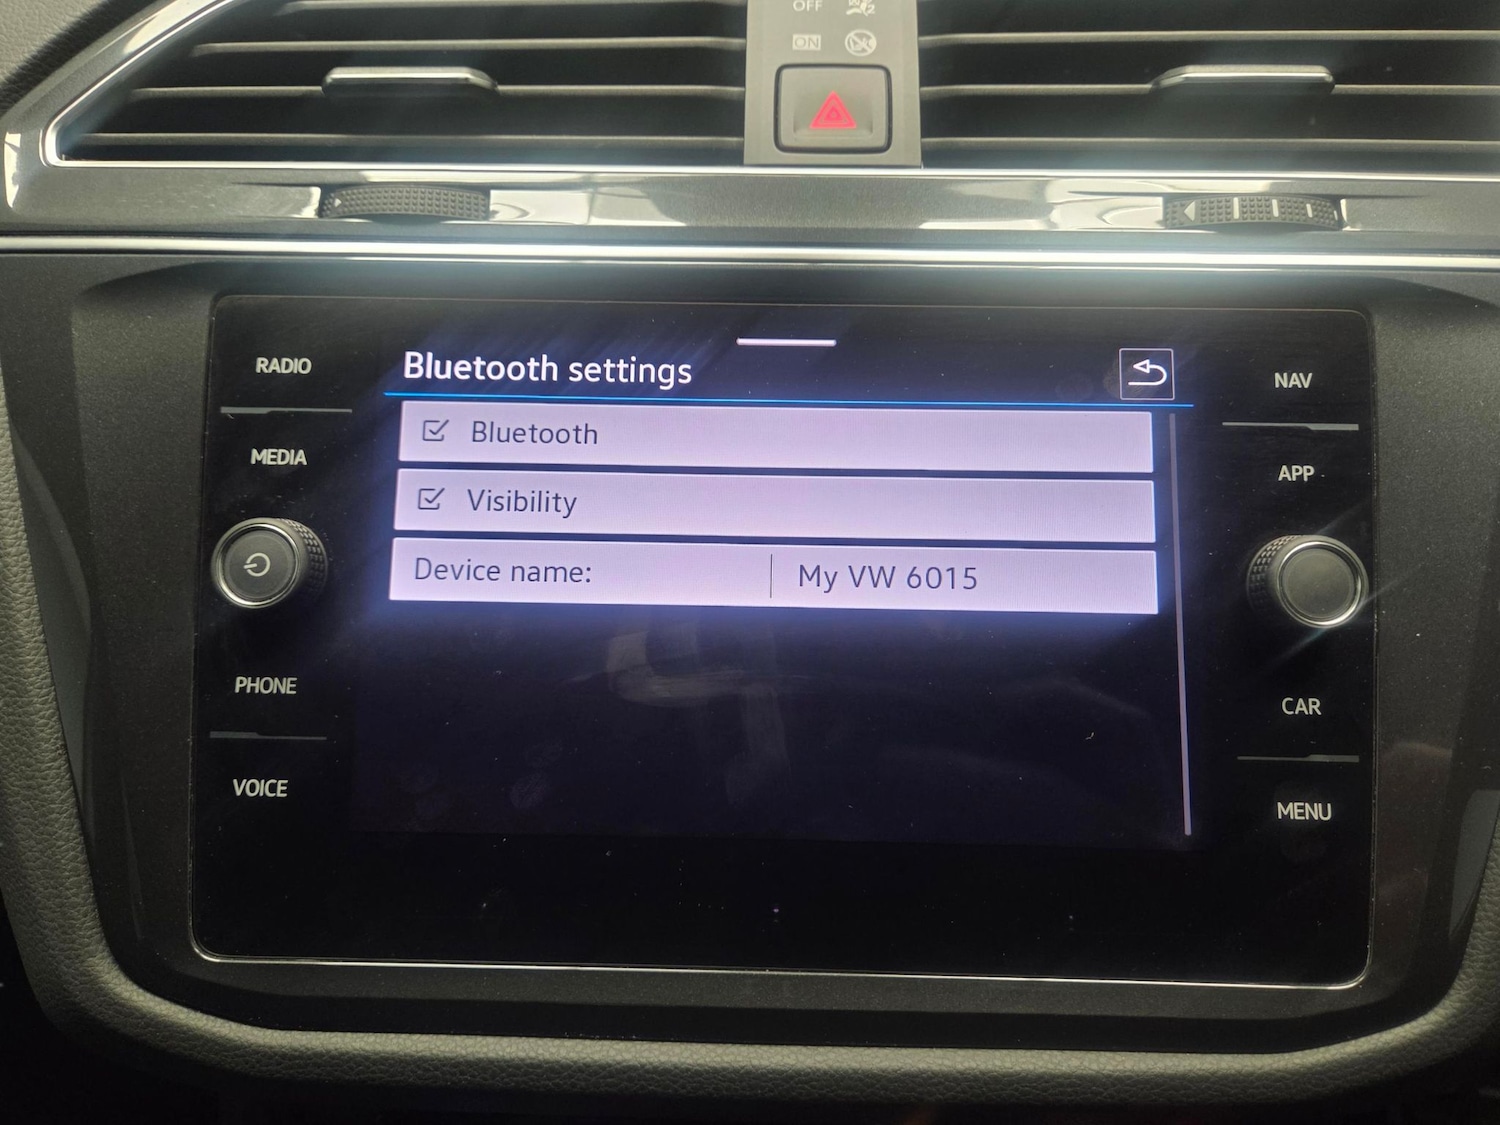 OFF
ON
RADIO
MEDIA
PHONE
VOICE
Bluetooth settings
Bluetooth
Visibility
Device name: My VW 6015
NAV
APP
CAR
MENU